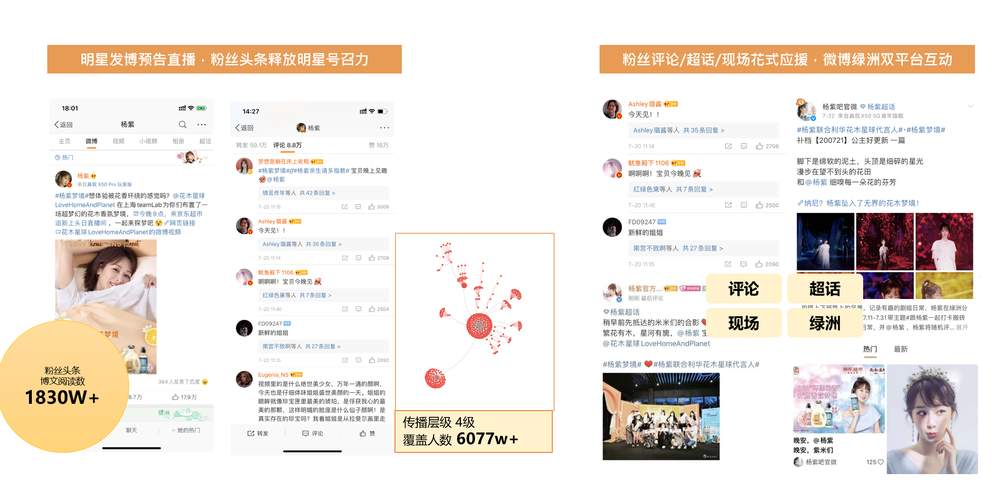 明星发博预告直播 · 粉丝头条释放明星号召力
18:01
返回
杨紫
主页 微博 视频 小视频 相册 超话
热门
杨紫
来自真我 X50 Pro 玩家版
#杨紫梦境#想体验被花香环绕的感觉吗？@花木星球
LoveHomeAndPlanet 在上海 teamLab 为你们布置了一
场超梦幻的花木香氛梦境，今晚9点，来京东超市
追新上头日直播间，一起来探梦吧 网页链接
花木星球LoveHomeAndPlanet的微博视频
LOVE home AND planet
梦境
0:07
364人发表了态度
8.7万 17.9万
绿洲
聊天 她的热门
粉丝头条
博文阅读数
1830W+
14:27
返回
杨紫
转发 59.1万 评论 8.8万 赞 18万
梦想是躺在床上收租 铁粉
#杨紫梦境#//#杨紫余生请多指教# 宝贝晚上见嗷
@杨紫
锦觅佟年等人 共42条回复 >
7-20 11:18 3009
Ashley璐酱 铁粉
今天见！！
Ashley璐酱等人 共35条回复 >
7-20 11:14 2709
鱿鱼殿下1106 铁粉
啊啊啊！宝贝今晚见
红绿色黛等人 共7条回复 >
7-20 11:46 2504
FD09247 铁粉
新鲜的姐姐
南宫不败啊等人 共27条回复 >
7-20 11:15 2092
Eugenia_NS 铁粉
视频里的是什么绝世美少女，万年一遇的颜啊，
今天也是仔细体味姐姐盛世美颜的一天。姐姐的
眼眸就像珍宝匣里最美的琥珀，是俘获我心的最
美的那颗，这样明媚的脸庞是什么仙子颜啊！是
真实存在的珍宝吗？我看姐姐是从拉斐尔画里走
转发 评论 赞
传播层级 4级
覆盖人数 6077w+
粉丝评论/超话/现场花式应援 · 微博绿洲双平台互动
Ashley璐酱 铁粉
今天见！！
Ashley璐酱等人 共35条回复 >
7-20 11:14 2706
鱿鱼殿下1106 铁粉
啊啊啊！宝贝今晚见
红绿色黛等人 共7条回复 >
7-20 11:46 2500
FD09247 铁粉
新鲜的姐姐
南宫不败啊等人 共27条回复 >
7-20 11:15 2090
杨紫官方...
刚刚 最后评论
杨紫超话
稍早前先抵达的米米们的合影
繁花有木，星河有旎，@杨紫 宝
@花木星球LoveHomeAndPlanet
#杨紫梦境# #杨紫联合利华花木星球代言人#
评论
超话
现场
绿洲
杨紫吧官微 杨紫超话
7-22 来自真我X50 5G青年旗舰
#杨紫联合利华花木星球代言人#·#杨紫梦境#
补档【200721】公主好更新 一篇
脚下是绵软的泥土，头顶是细碎的星光
漫步在望不到头的花田
和@杨紫 细嗅每一朵花的芬芳
纳尼？杨紫坠入了无界的花木梦境！
，记录有趣的剧组日常，杨紫在绿洲分
7.11-7.31带主题#跟杨紫一起打卡搬砖
日常，并@杨紫 ，杨紫将随机评... 展开
热门 最新
京东超市
360°环绕花香
开启香氛梦境
晚安，@杨紫
晚安，紫米们
杨紫吧官微 125